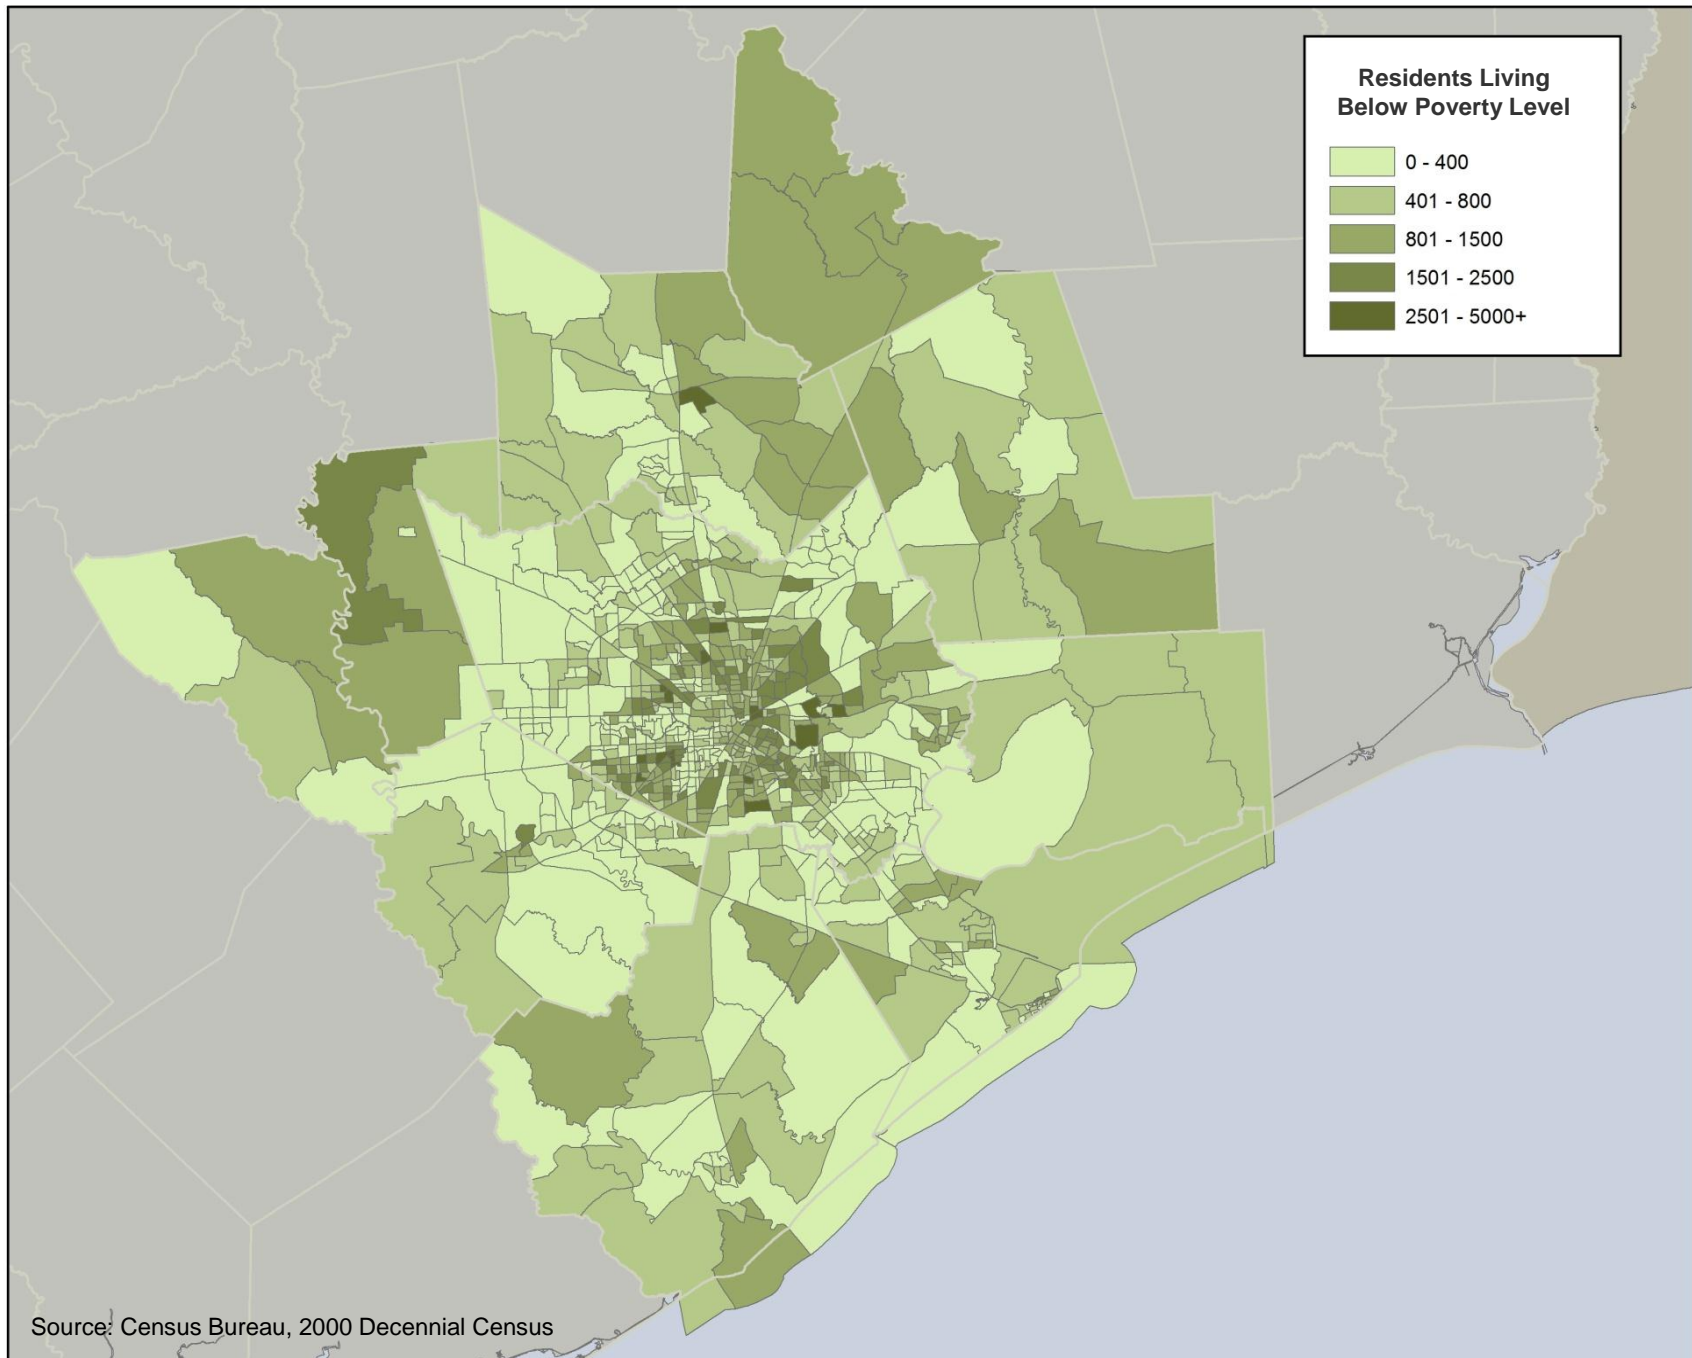 Residents Living
Below Poverty Level
0 - 400
401 - 800
801 - 1500
1501 - 2500
2501 - 5000+
Source: Census Bureau, 2000 Decennial Census